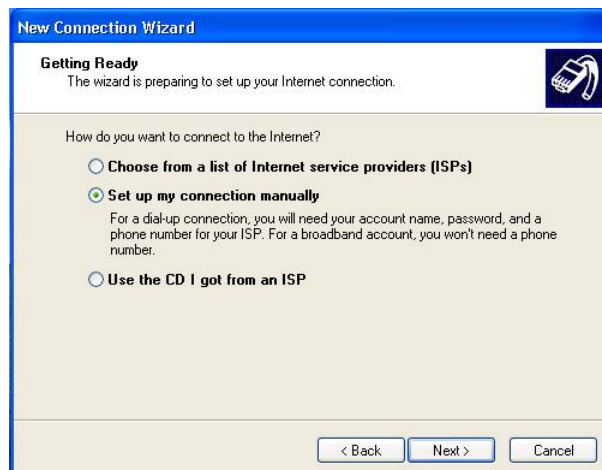 New Connection Wizard
Getting Ready
The wizard is preparing to set up your Internet connection.
How do you want to connect to the Internet?
Choose from a list of Internet service providers (ISPs)
Set up my connection manually
For a dial-up connection, you will need your account name, password, and a
phone number for your ISP. For a broadband account, you won't need a phone
number.
Use the CD I got from an ISP
< Back
Next >
Cancel